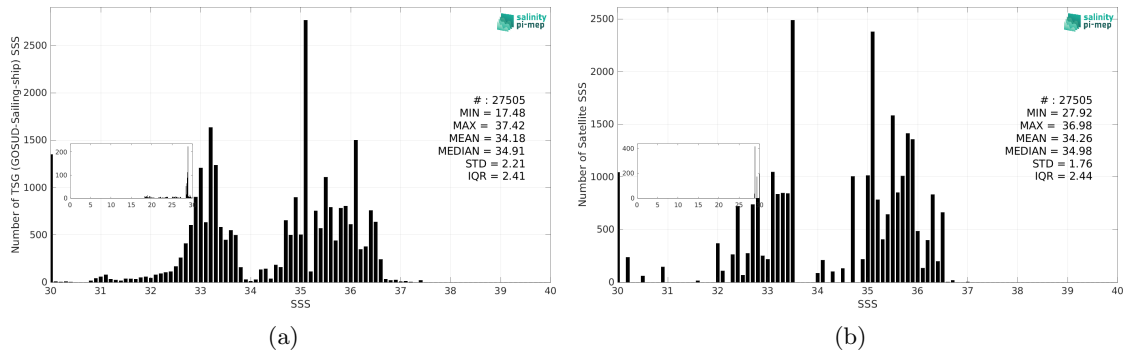 salinity
pi-mep
Number of TSG (GOSUD-Sailing-ship) SSS
2500
2000
1500
1000
500
0
# : 27505
MIN = 17.48
MAX = 37.42
MEAN = 34.18
MEDIAN = 34.91
STD = 2.21
IQR = 2.41
200
100
0
0 5 10 15 20 25 30
30 31 32 33 34 35 36 37 38 39 40
SSS
(a)
salinity
pi-mep
Number of Satellite SSS
2500
2000
1500
1000
500
0
# : 27505
MIN = 27.92
MAX = 36.98
MEAN = 34.26
MEDIAN = 34.98
STD = 1.76
IQR = 2.44
400
200
0
0 5 10 15 20 25 30
30 31 32 33 34 35 36 37 38 39 40
SSS
(b)